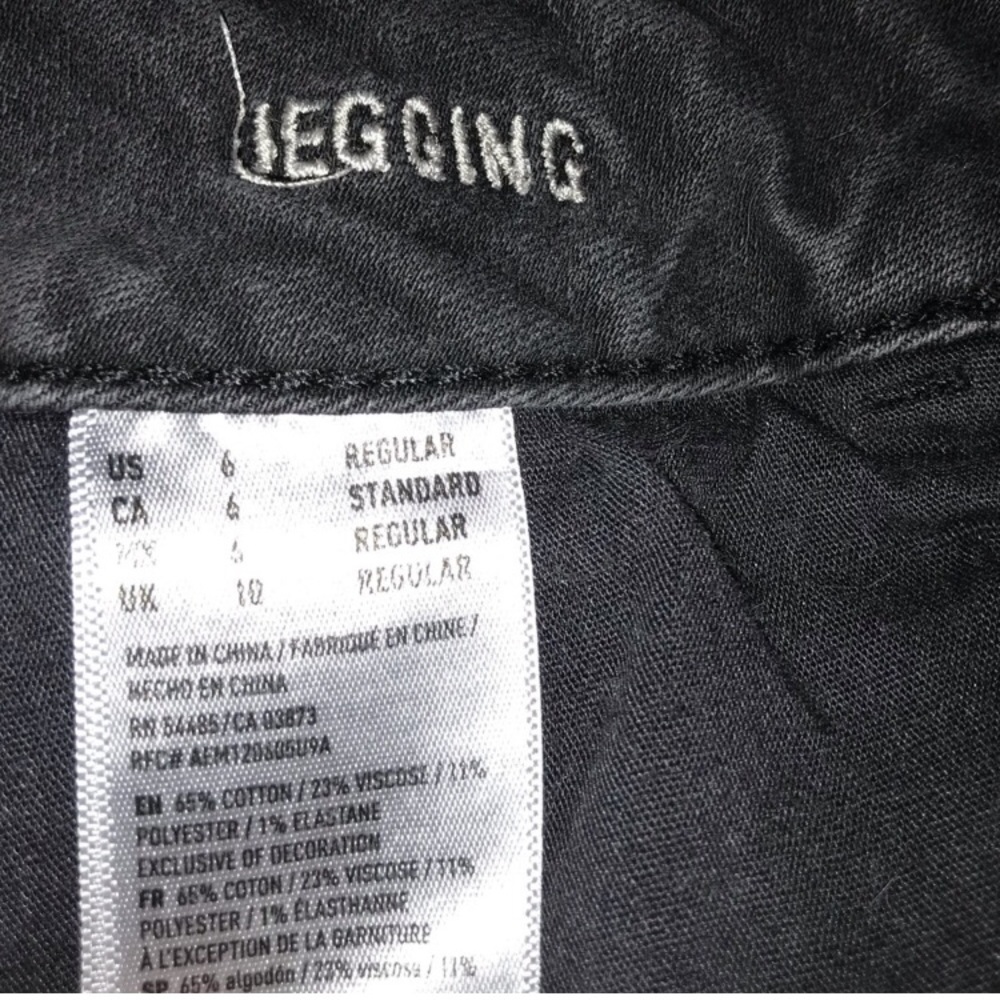 JEGGING
US 6 REGULAR
CA 6 STANDARD
MX 6 REGULAR
UK 10 REGULAR
MADE IN CHINA / FABRIQUÉ EN CHINE /
HECHO EN CHINA
RN 54485 / CA 03873
RFC# AEM120605U9A
EN 65% COTTON / 23% VISCOSE / 11%
POLYESTER / 1% ELASTANE
EXCLUSIVE OF DECORATION
FR 65% COTON / 23% VISCOSE / 11%
POLYESTER / 1% ÉLASTHANNE
À L'EXCEPTION DE LA GARNITURE
SP 65% algodón / 23% viscosa / 11%